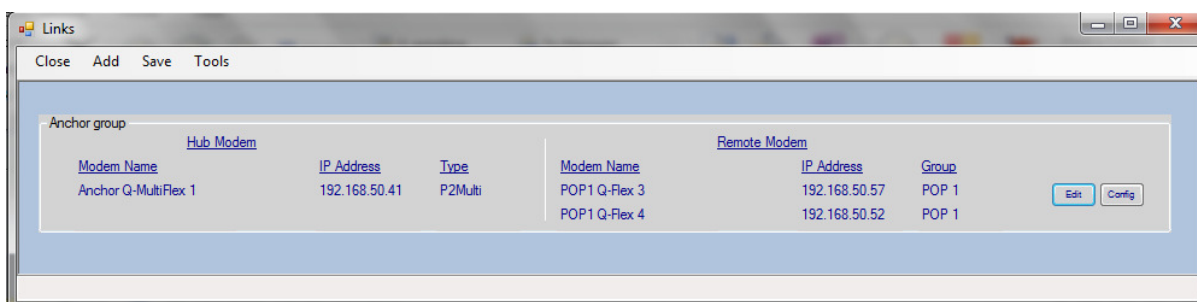 Links
Close Add Save Tools
Anchor group
Hub Modem Remote Modem
Modem Name IP Address Type Modem Name IP Address Group
Anchor Q-MultiFlex 1 192.168.50.41 P2Multi POP1 Q-Flex 3 192.168.50.57 POP 1
Edit Config
POP1 Q-Flex 4 192.168.50.52 POP 1